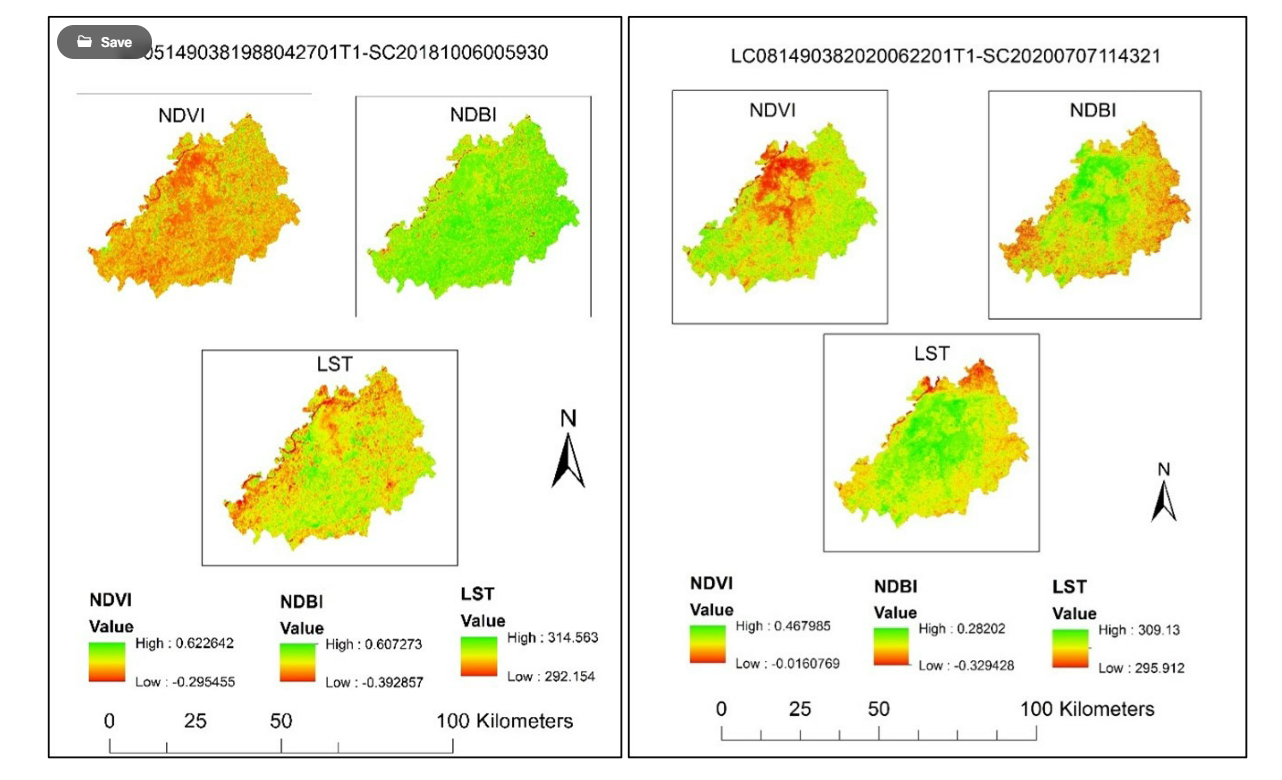 Save
051490381988042701T1-SC20181006005930
NDVI
NDBI
LST
N
NDVI
Value
High : 0.622642
Low : -0.295455
NDBI
Value
High : 0.607273
Low : -0.392857
LST
Value
High : 314.563
Low : 292.154
0 25 50 100 Kilometers
LC081490382020062201T1-SC20200707114321
NDVI
NDBI
LST
N
NDVI
Value
High : 0.467985
Low : -0.0160769
NDBI
Value
High : 0.28202
Low : -0.329428
LST
Value
High : 309.13
Low : 295.912
0 25 50 100 Kilometers